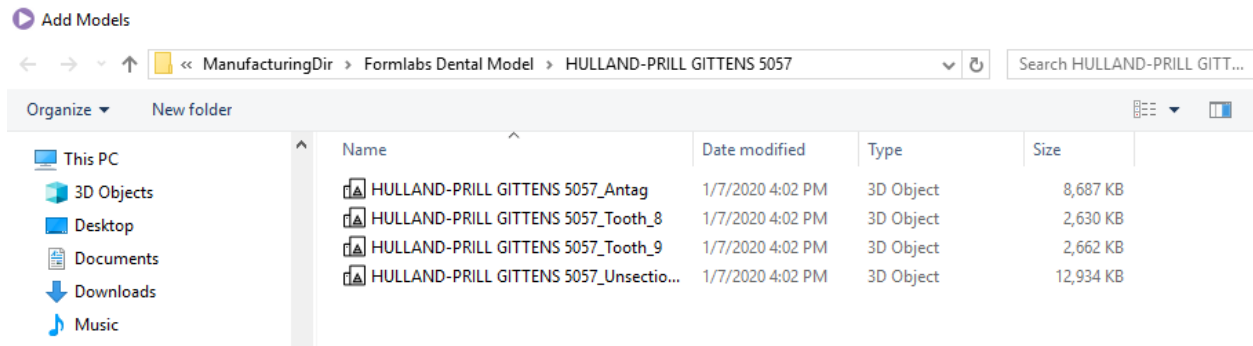 Add Models
« ManufacturingDir > Formlabs Dental Model > HULLAND-PRILL GITTENS 5057 Search HULLAND-PRILL GITT...
Organize New folder
This PC
3D Objects
Desktop
Documents
Downloads
Music
Name Date modified Type Size
HULLAND-PRILL GITTENS 5057_Antag 1/7/2020 4:02 PM 3D Object 8,687 KB
HULLAND-PRILL GITTENS 5057_Tooth_8 1/7/2020 4:02 PM 3D Object 2,630 KB
HULLAND-PRILL GITTENS 5057_Tooth_9 1/7/2020 4:02 PM 3D Object 2,662 KB
HULLAND-PRILL GITTENS 5057_Unsectio... 1/7/2020 4:02 PM 3D Object 12,934 KB